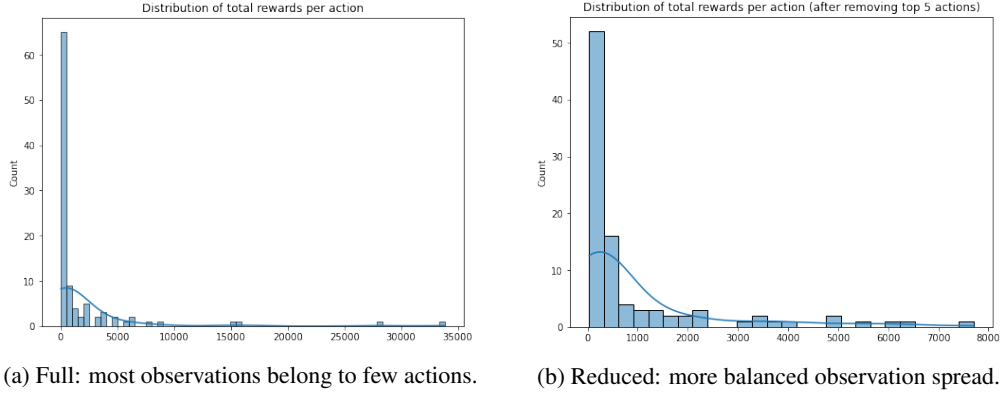 Distribution of total rewards per action
Count
60
50
40
30
20
10
0
0 5000 10000 15000 20000 25000 30000 35000
(a) Full: most observations belong to few actions.
Distribution of total rewards per action (after removing top 5 actions)
Count
50
40
30
20
10
0
0 1000 2000 3000 4000 5000 6000 7000 8000
(b) Reduced: more balanced observation spread.